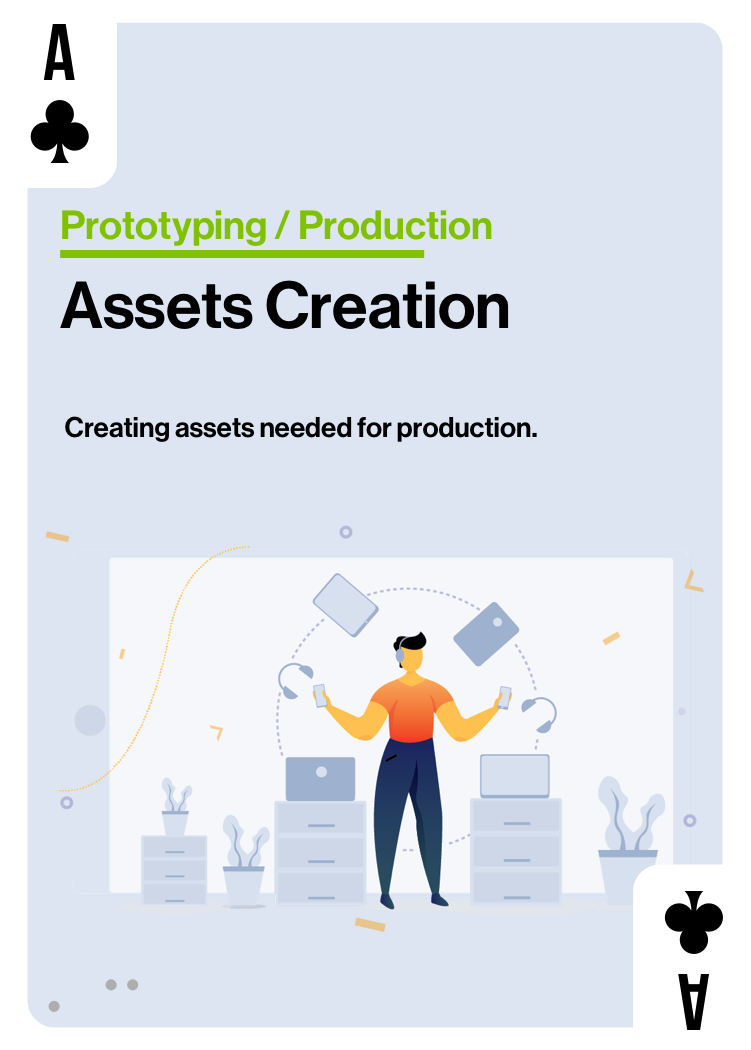 A
Prototyping / Production
Assets Creation
Creating assets needed for production.
A